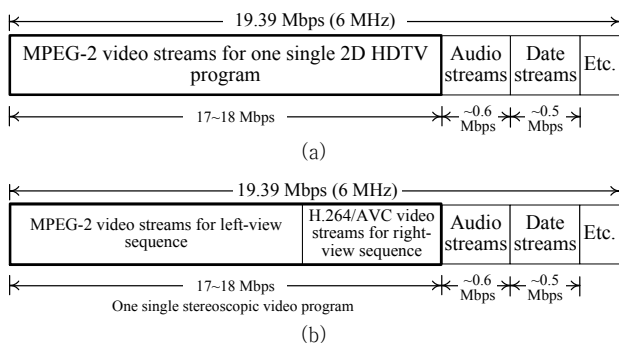 19.39 Mbps (6 MHz)
MPEG-2 video streams for one single 2D HDTV
program
Audio
streams
Date
streams
Etc.
17~18 Mbps
~0.6
Mbps
~0.5
Mbps
(a)
19.39 Mbps (6 MHz)
MPEG-2 video streams for left-view
sequence
H.264/AVC video
streams for right-
view sequence
Audio
streams
Date
streams
Etc.
17~18 Mbps
One single stereoscopic video program
~0.6
Mbps
~0.5
Mbps
(b)